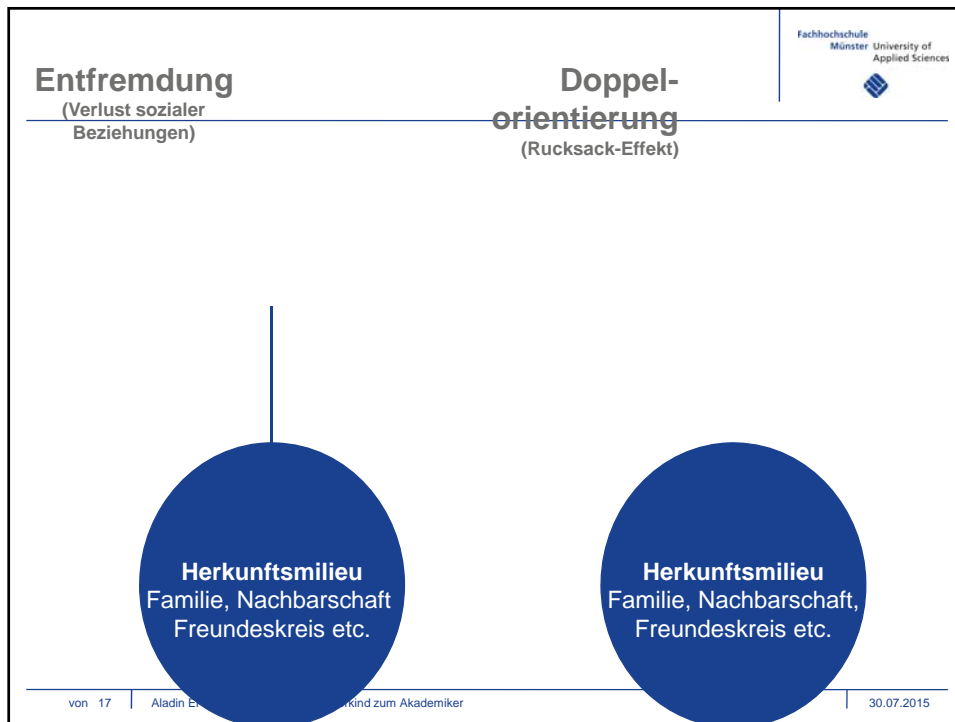 Fachhochschule
Münster University of
Applied Sciences
Entfremdung
(Verlust sozialer
Beziehungen)
Doppel-
orientierung
(Rucksack-Effekt)
Herkunftsmilieu
Familie, Nachbarschaft
Freundeskreis etc.
Herkunftsmilieu
Familie, Nachbarschaft,
Freundeskreis etc.
von 17 Aladin zum Akademiker 30.07.2015